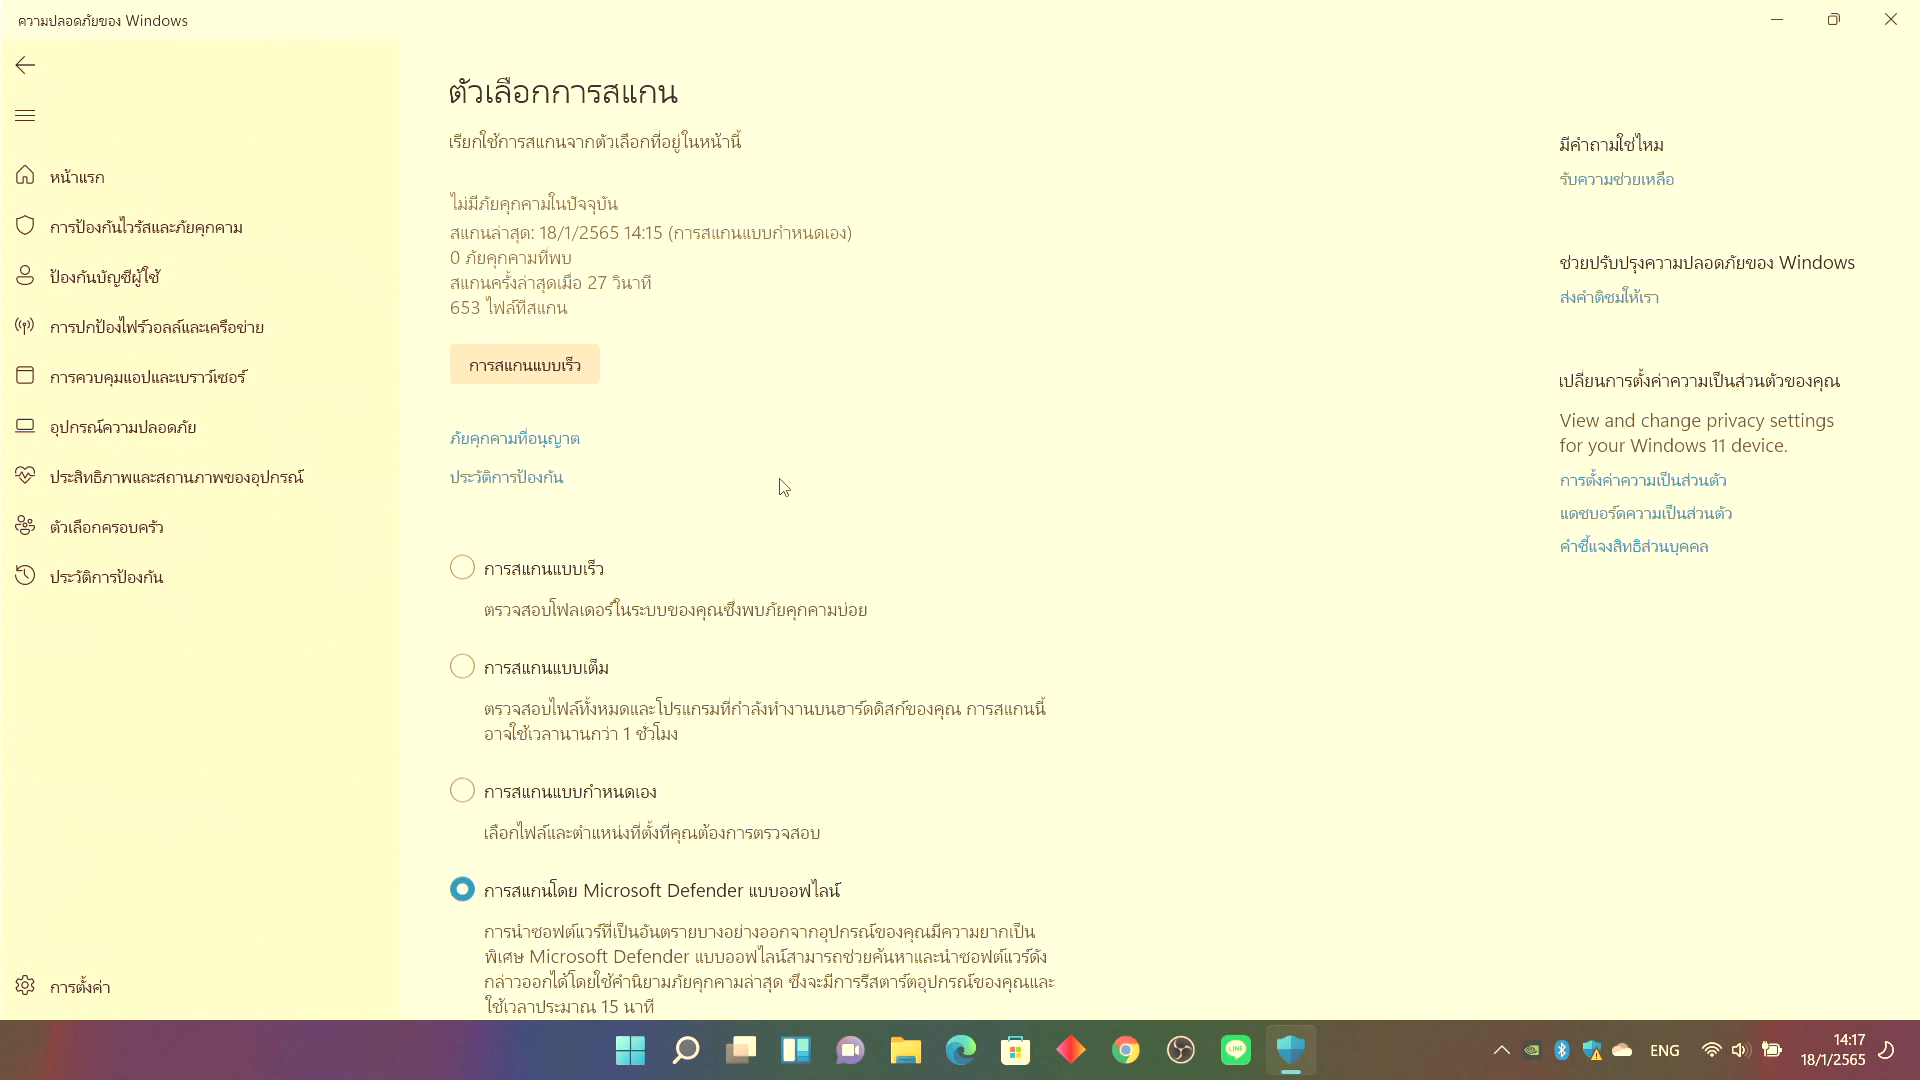 ความปลอดภัยของ Windows
หน้าแรก
การป้องกันไวรัสและภัยคุกคาม
ป้องกันบัญชีผู้ใช้
การปกป้องไฟร์วอลล์และเครือข่าย
การควบคุมแอปและเบราว์เซอร์
อุปกรณ์ความปลอดภัย
ประสิทธิภาพและสถานภาพของอุปกรณ์
ตัวเลือกครอบครัว
ประวัติการป้องกัน
การตั้งค่า
ตัวเลือกการสแกน
เรียกใช้การสแกนจากตัวเลือกที่อยู่ในหน้านี้
ไม่มีภัยคุกคามในปัจจุบัน
สแกนล่าสุด: 18/1/2565 14:15 (การสแกนแบบกำหนดเอง)
0 ภัยคุกคามที่พบ
สแกนครั้งล่าสุดเมื่อ 27 วินาที
653 ไฟล์ที่สแกน
การสแกนแบบเร็ว
ภัยคุกคามที่อนุญาต
ประวัติการป้องกัน
การสแกนแบบเร็ว
ตรวจสอบโฟลเดอร์ในระบบของคุณซึ่งพบภัยคุกคามบ่อย
การสแกนแบบเต็ม
ตรวจสอบไฟล์ทั้งหมดและโปรแกรมที่กำลังทำงานบนฮาร์ดดิสก์ของคุณ การสแกนนี้
อาจใช้เวลานานกว่า 1 ชั่วโมง
การสแกนแบบกำหนดเอง
เลือกไฟล์และตำแหน่งที่ตั้งที่คุณต้องการตรวจสอบ
การสแกนโดย Microsoft Defender แบบออฟไลน์
การนำซอฟต์แวร์ที่เป็นอันตรายบางอย่างออกจากอุปกรณ์ของคุณมีความยากเป็น
พิเศษ Microsoft Defender แบบออฟไลน์สามารถช่วยค้นหาและนำซอฟต์แวร์ดัง
กล่าวออกได้โดยใช้คำนิยามภัยคุกคามล่าสุด ซึ่งจะมีการรีสตาร์ตอุปกรณ์ของคุณและ
ใช้เวลาประมาณ 15 นาที
มีคำถามใช่ไหม
รับความช่วยเหลือ
ช่วยปรับปรุงความปลอดภัยของ Windows
ส่งคำติชมให้เรา
เปลี่ยนการตั้งค่าความเป็นส่วนตัวของคุณ
View and change privacy settings
for your Windows 11 device.
การตั้งค่าความเป็นส่วนตัว
แดชบอร์ดความเป็นส่วนตัว
คำชี้แจงสิทธิส่วนบุคคล
LINE
ENG
14:17
18/1/2565